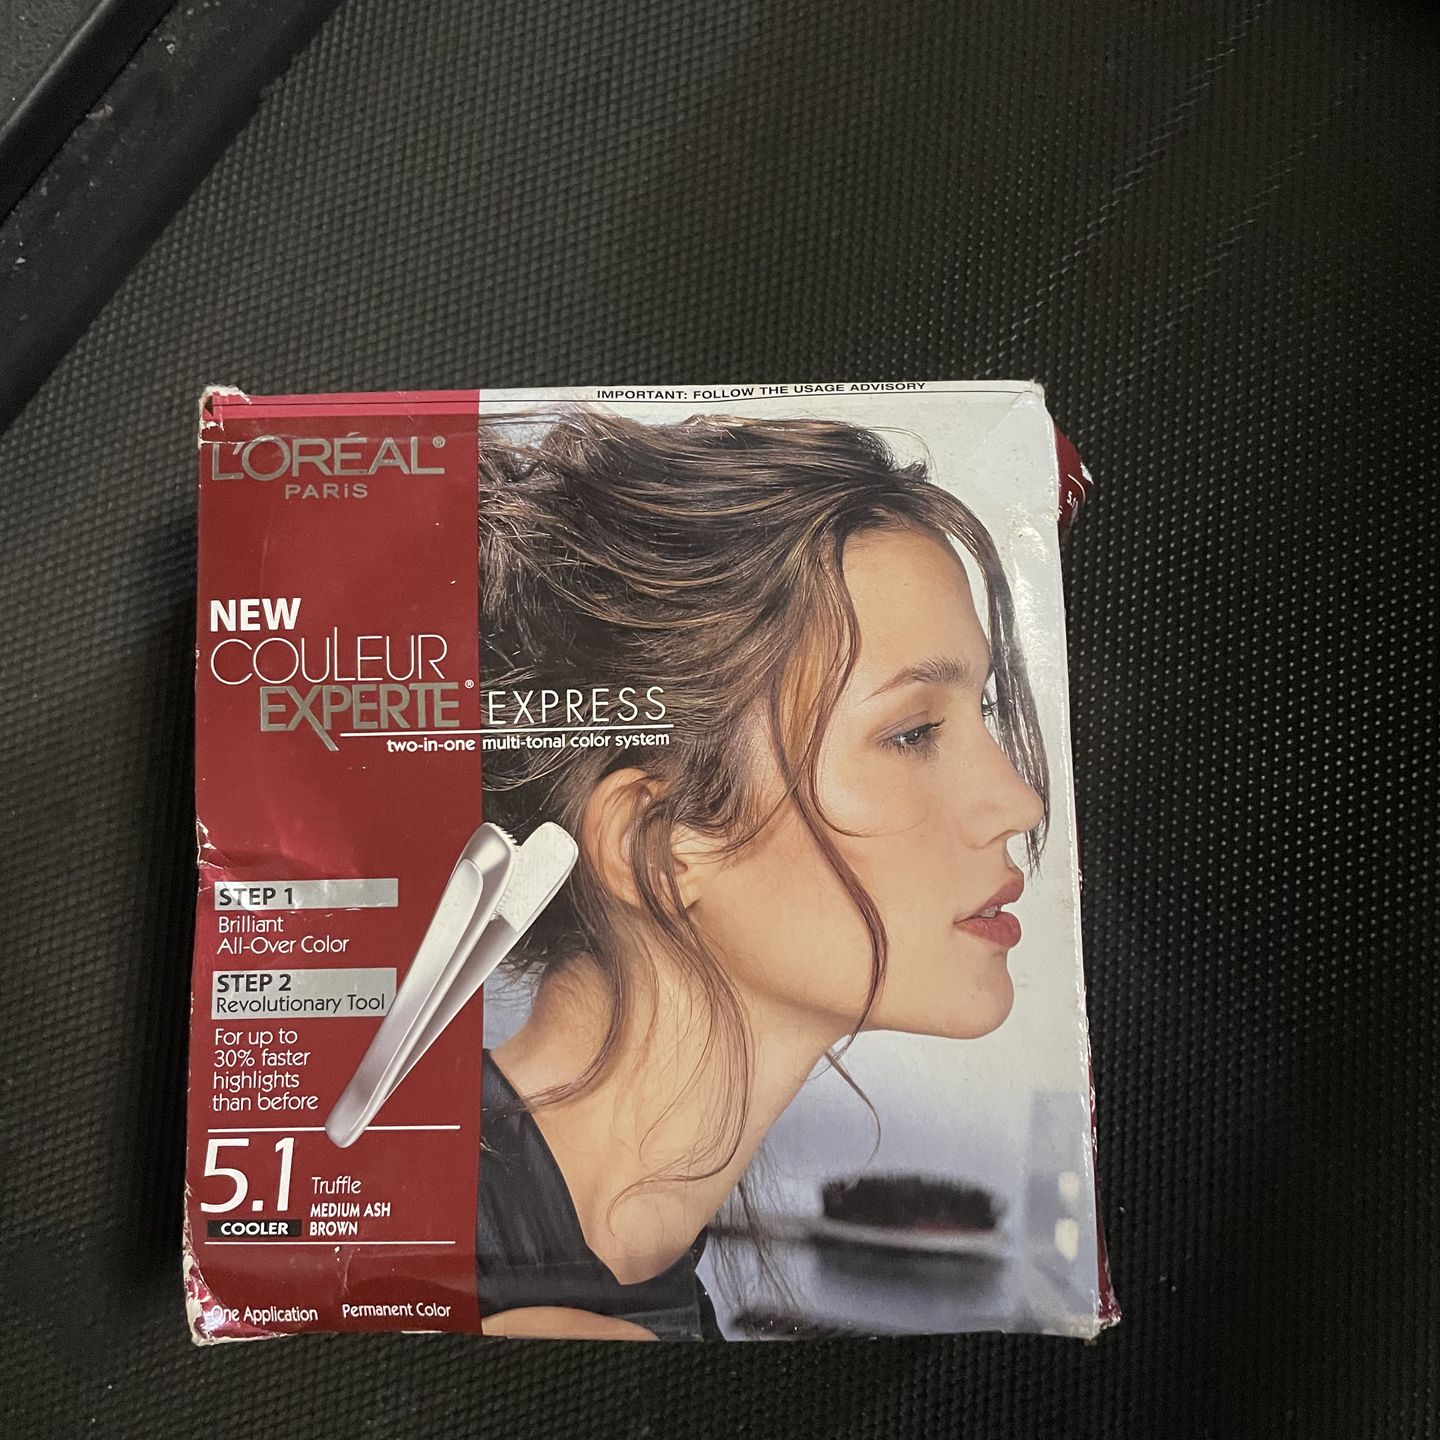 IMPORTANT: FOLLOW THE USAGE ADVISORY
L'ORÉAL®
PARiS
NEW
COULEUR
EXPERTE® EXPRESS
two-in-one multi-tonal color system
STEP 1
Brilliant
All-Over Color
STEP 2
Revolutionary Tool
For up to
30% faster
highlights
than before
5.1 Truffle
MEDIUM ASH
COOLER BROWN
One Application Permanent Color